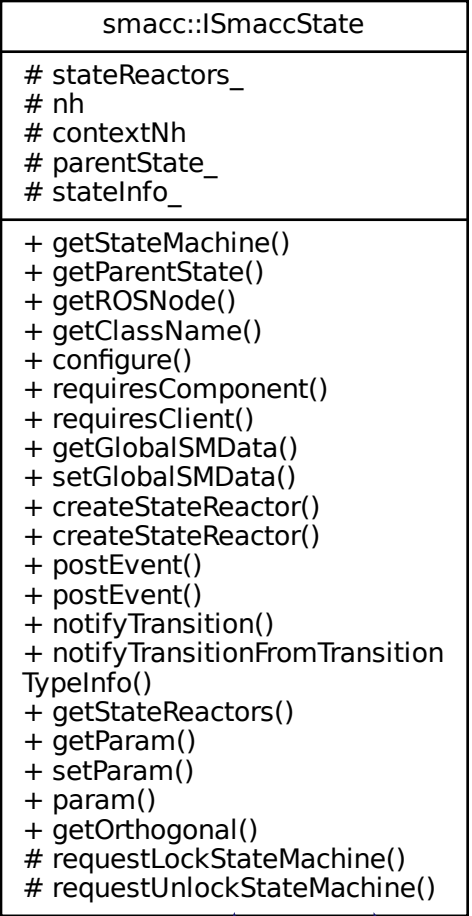 smacc::ISmaccState
# stateReactors_
# nh
# contextNh
# parentState_
# stateInfo_
+ getStateMachine()
+ getParentState()
+ getROSNode()
+ getClassName()
+ configure()
+ requiresComponent()
+ requiresClient()
+ getGlobalSMData()
+ setGlobalSMData()
+ createStateReactor()
+ createStateReactor()
+ postEvent()
+ postEvent()
+ notifyTransition()
+ notifyTransitionFromTransition
TypeInfo()
+ getStateReactors()
+ getParam()
+ setParam()
+ param()
+ getOrthogonal()
# requestLockStateMachine()
# requestUnlockStateMachine()